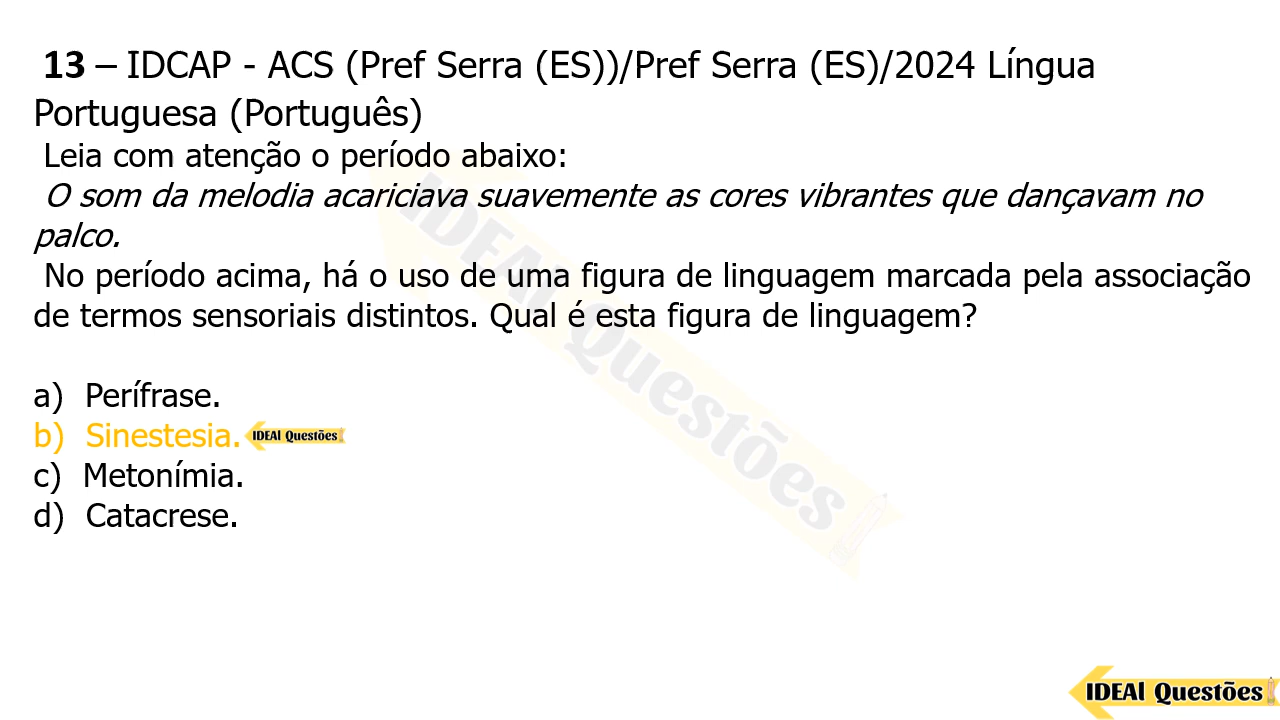 13 – IDCAP - ACS (Pref Serra (ES))/Pref Serra (ES)/2024 Língua
Portuguesa (Português)
Leia com atenção o período abaixo:
O som da melodia acariciava suavemente as cores vibrantes que dançavam no
palco.
No período acima, há o uso de uma figura de linguagem marcada pela associação
de termos sensoriais distintos. Qual é esta figura de linguagem?
a) Perífrase.
b) Sinestesia. IDEAl Questões
c) Metonímia.
d) Catacrese.
IDEAl Questões
IDEAl Questões